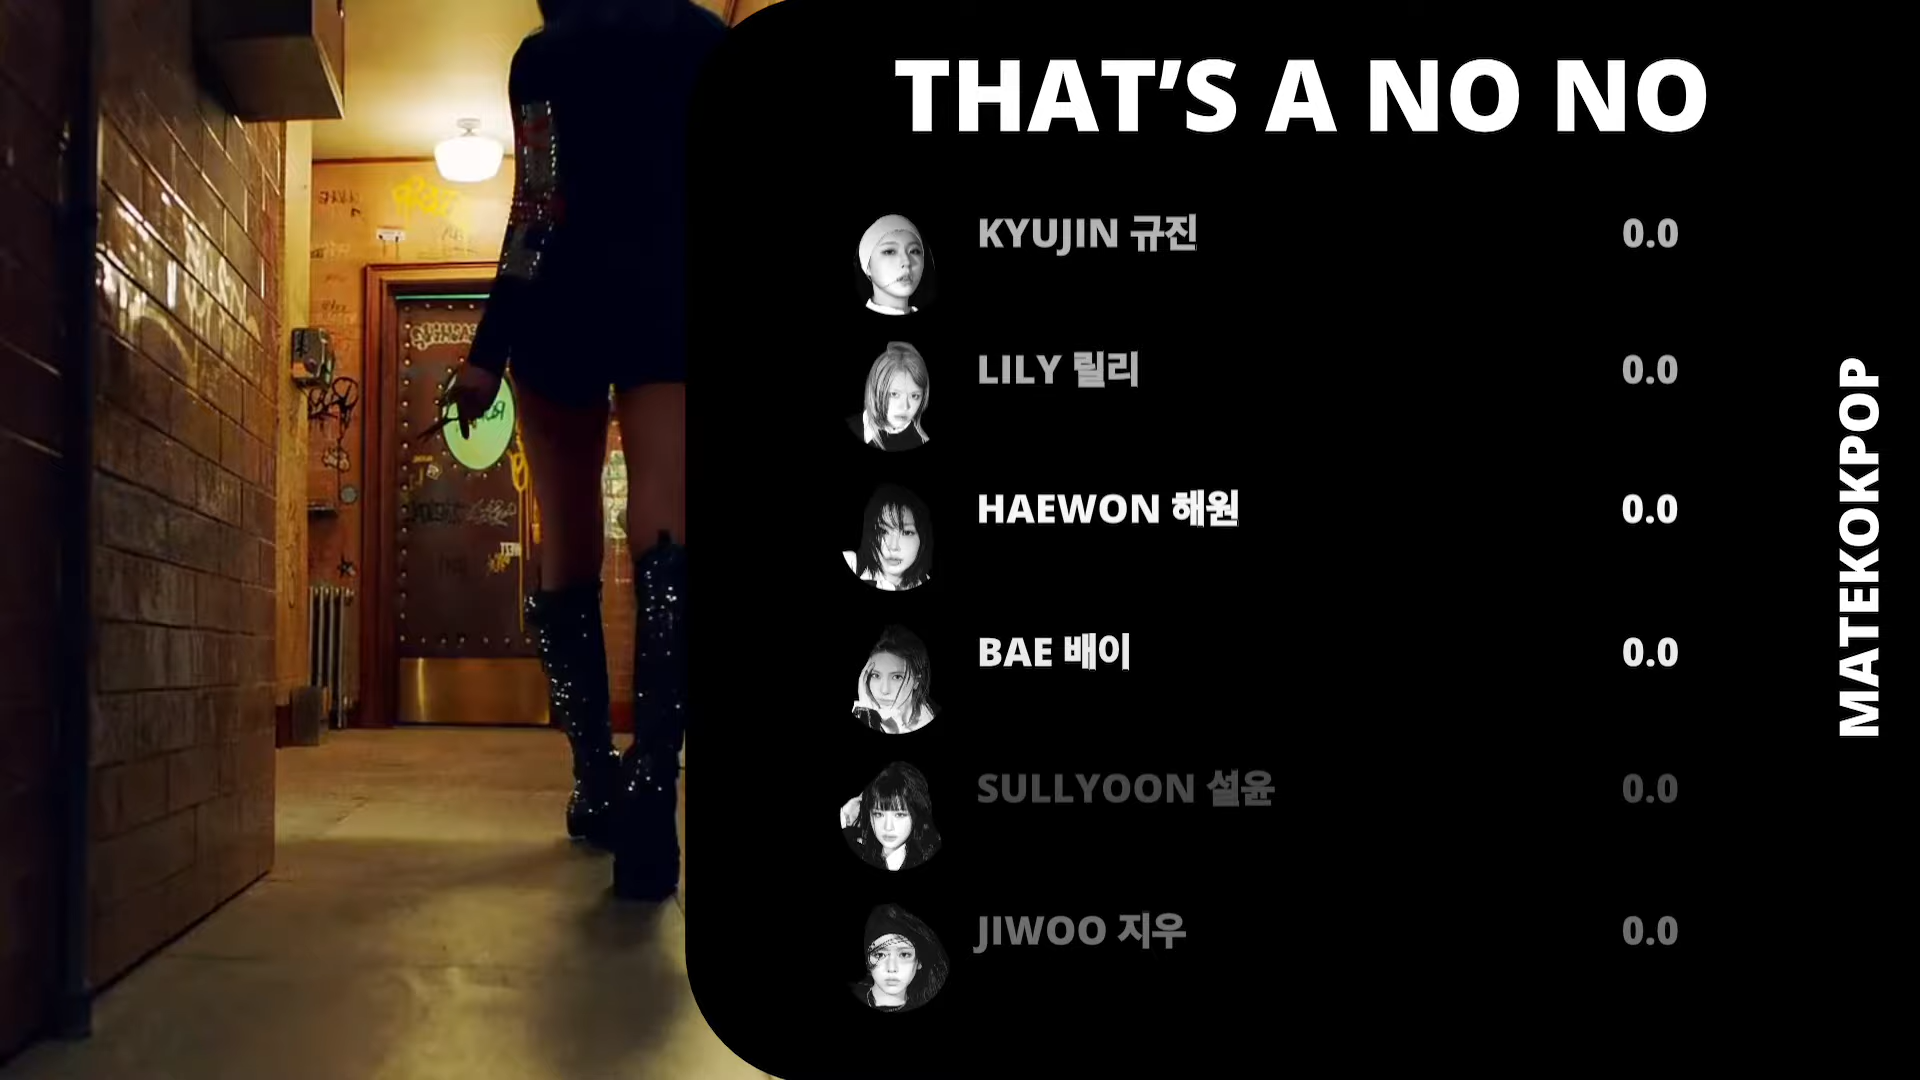 THAT’S A NO NO
KYUJIN 규진 0.0
LILY 릴리 0.0
HAEWON 해원 0.0
BAE 배이 0.0
SULLYOON 설윤 0.0
JIWOO 지우 0.0
MATEKOKPOP